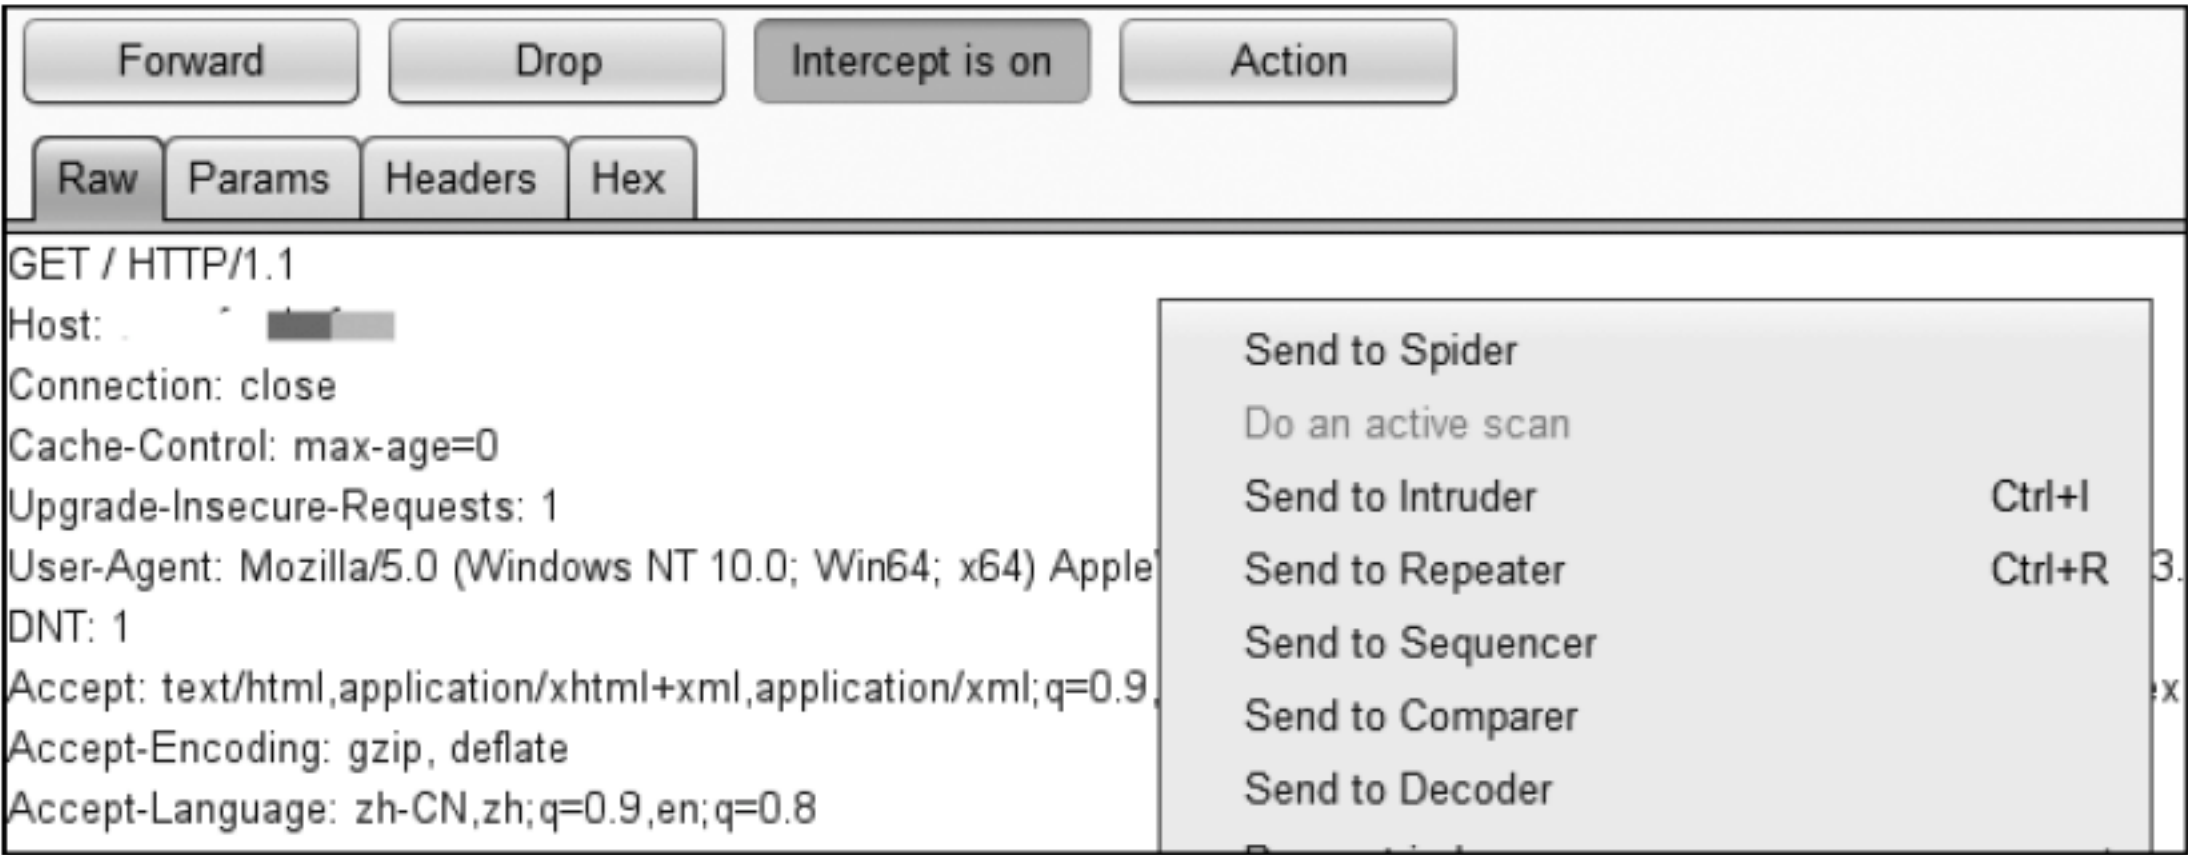 Forward Drop Intercept is on Action
Raw Params Headers Hex
GET / HTTP/1.1
Host:
Connection: close
Cache-Control: max-age=0
Upgrade-Insecure-Requests: 1
User-Agent: Mozilla/5.0 (Windows NT 10.0; Win64; x64) Apple
3.
DNT: 1
Accept: text/html,application/xhtml+xml,application/xml;q=0.9,
Accept-Encoding: gzip, deflate
Accept-Language: zh-CN,zh;q=0.9,en;q=0.8
Send to Spider
Do an active scan
Send to Intruder Ctrl+I
Send to Repeater Ctrl+R
Send to Sequencer
Send to Comparer
Send to Decoder